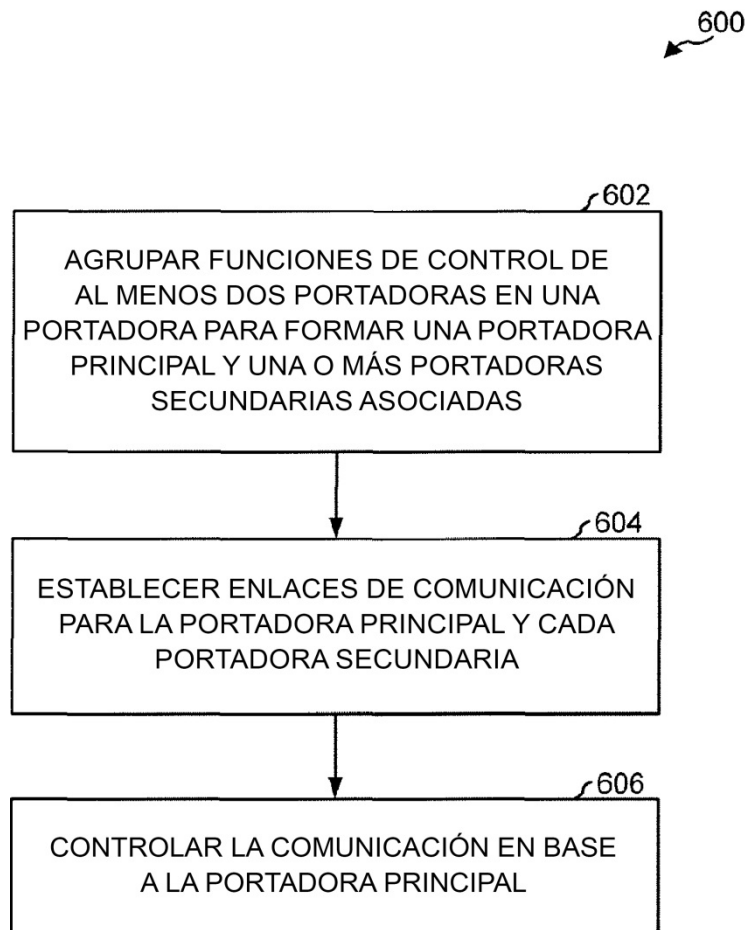 600
602
AGRUPAR FUNCIONES DE CONTROL DE
AL MENOS DOS PORTADORAS EN UNA
PORTADORA PARA FORMAR UNA PORTADORA
PRINCIPAL Y UNA O MÁS PORTADORAS
SECUNDARIAS ASOCIADAS
604
ESTABLECER ENLACES DE COMUNICACIÓN
PARA LA PORTADORA PRINCIPAL Y CADA
PORTADORA SECUNDARIA
606
CONTROLAR LA COMUNICACIÓN EN BASE
A LA PORTADORA PRINCIPAL